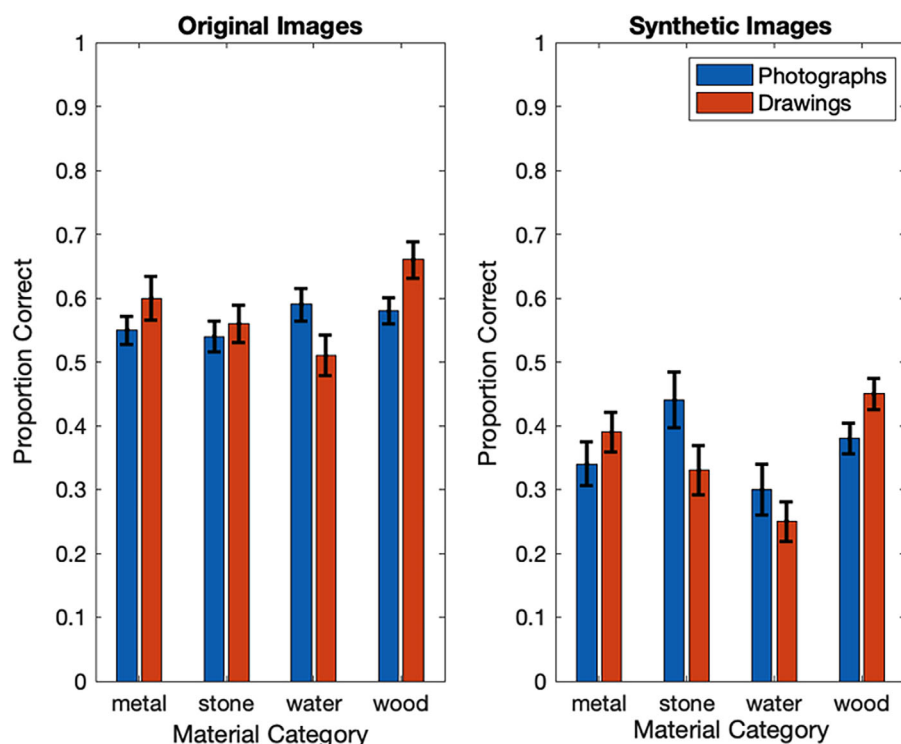 Original Images
Proportion Correct
1
0.9
0.8
0.7
0.6
0.5
0.4
0.3
0.2
0.1
0
metal stone water wood
Material Category
Synthetic Images
Photographs
Drawings
Proportion Correct
1
0.9
0.8
0.7
0.6
0.5
0.4
0.3
0.2
0.1
0
metal stone water wood
Material Category